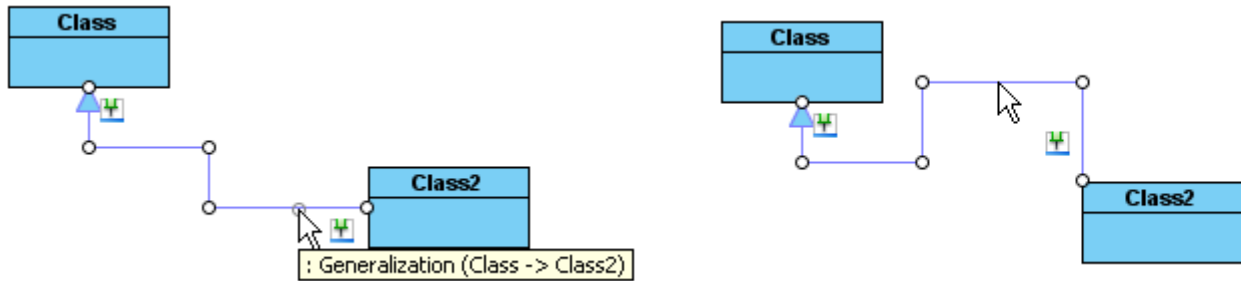 Class
Class
Class2
Class2
: Generalization (Class -> Class2)